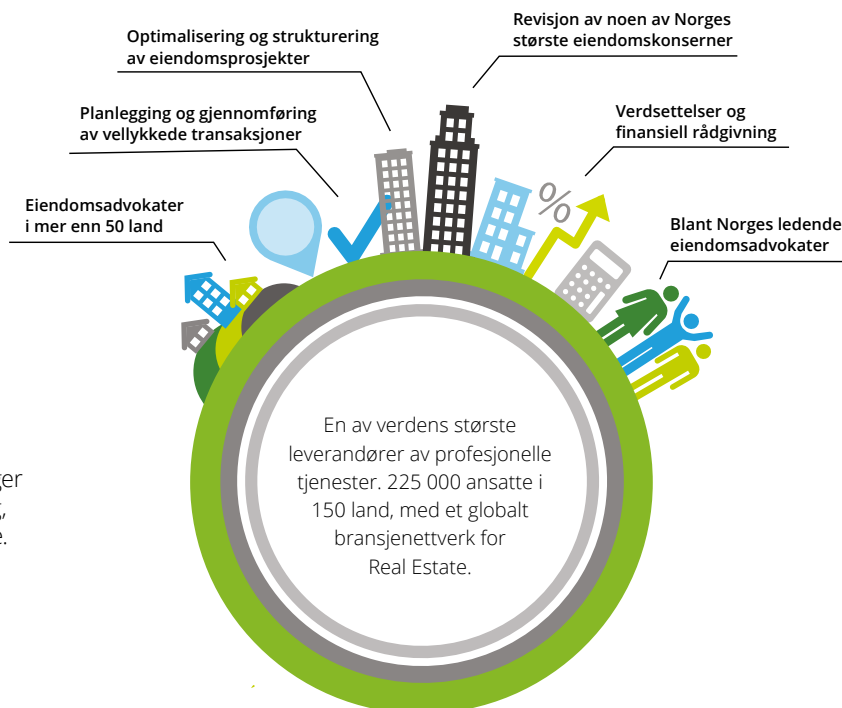 Revisjon av noen av Norges
største eiendomskonserner
Optimalisering og strukturering
av eiendomsprosjekter
Planlegging og gjennomføring
av vellykkede transaksjoner
Verdsettelser og
finansiell rådgivning
Eiendomsadvokater
i mer enn 50 land
Blant Norges ledende
eiendomsadvokater
%
En av verdens største
leverandører av profesjonelle
tjenester. 225 000 ansatte i
150 land, med et globalt
bransjenettverk for
Real Estate.